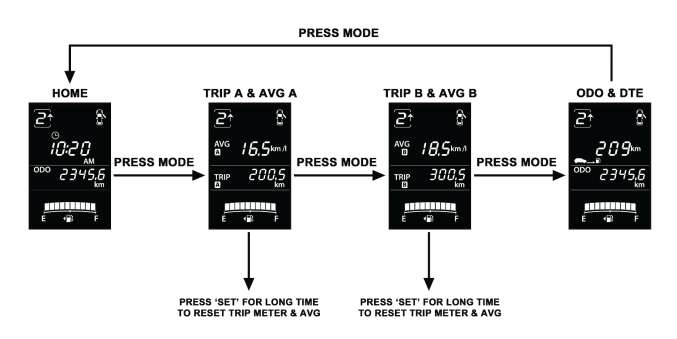 PRESS MODE
HOME
TRIP A & AVG A
TRIP B & AVG B
ODO & DTE
2
10:20
AM
ODO 2345.6
km
E F
PRESS MODE
2
AVG
A
16.5 km/l
TRIP
A
200.5
km
E F
PRESS MODE
2
AVG
B
18.5 km/l
TRIP
B
300.5
km
E F
PRESS MODE
2
209 km
ODO 2345.6
km
E F
PRESS ‘SET’ FOR LONG TIME
TO RESET TRIP METER & AVG
PRESS ‘SET’ FOR LONG TIME
TO RESET TRIP METER & AVG